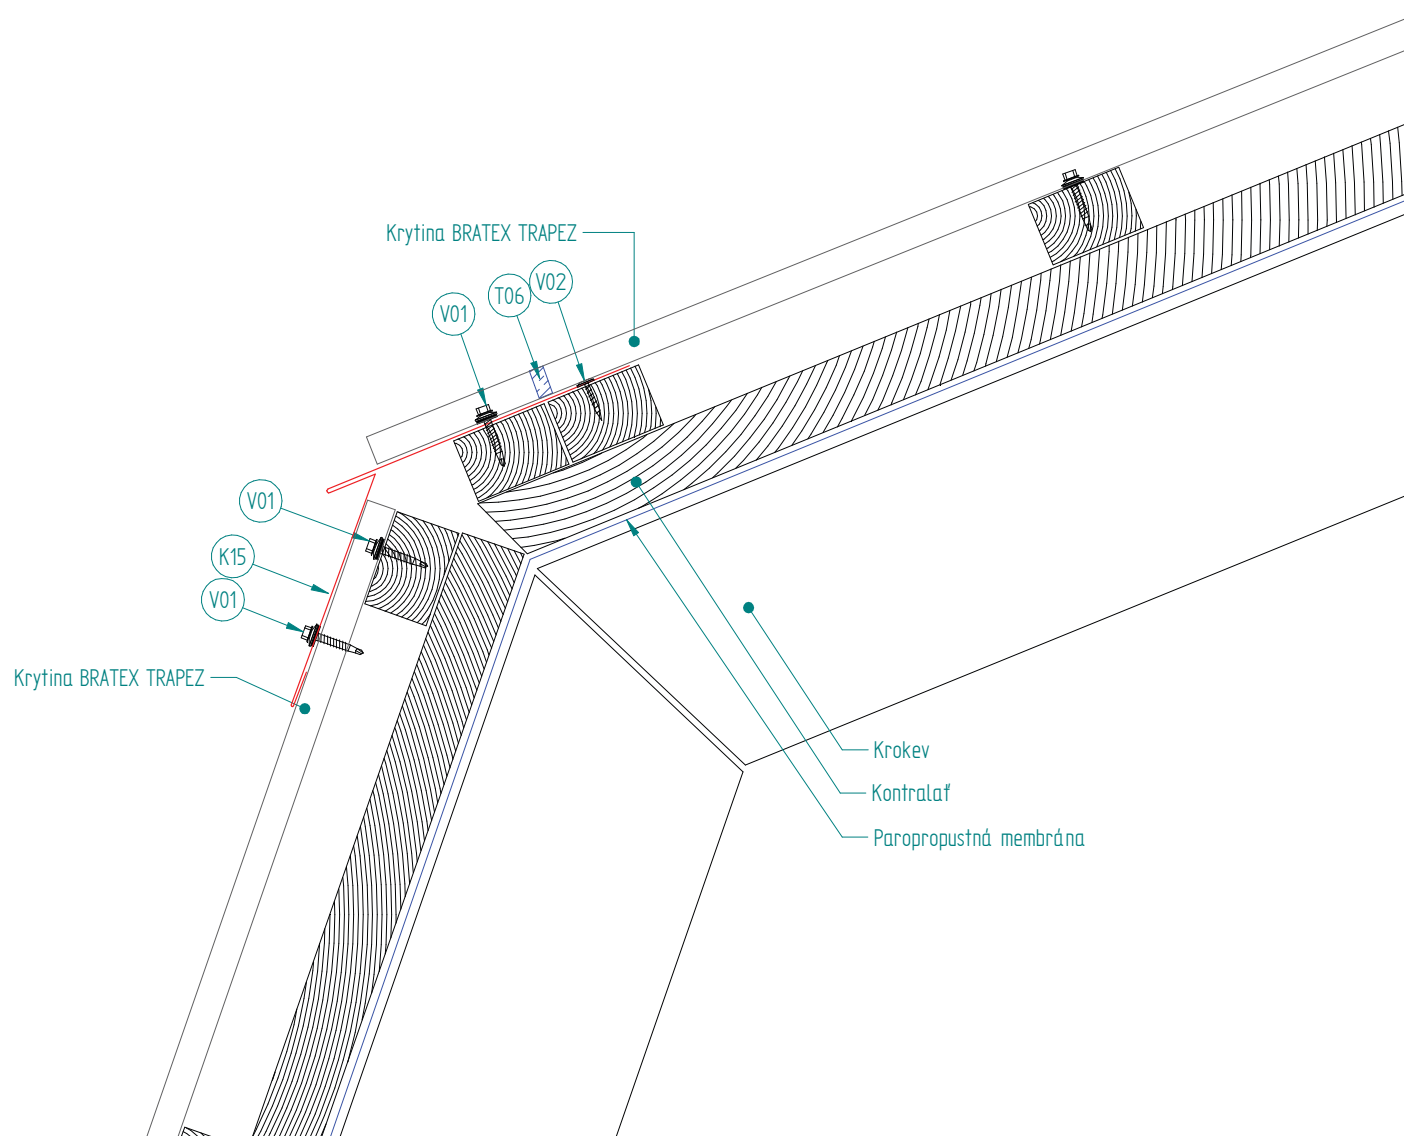 Krytina BRATEX TRAPEZ
V02
T06
V01
V01
K15
V01
Krytina BRATEX TRAPEZ
Krokev
Kontralať
Paropropustná membrána